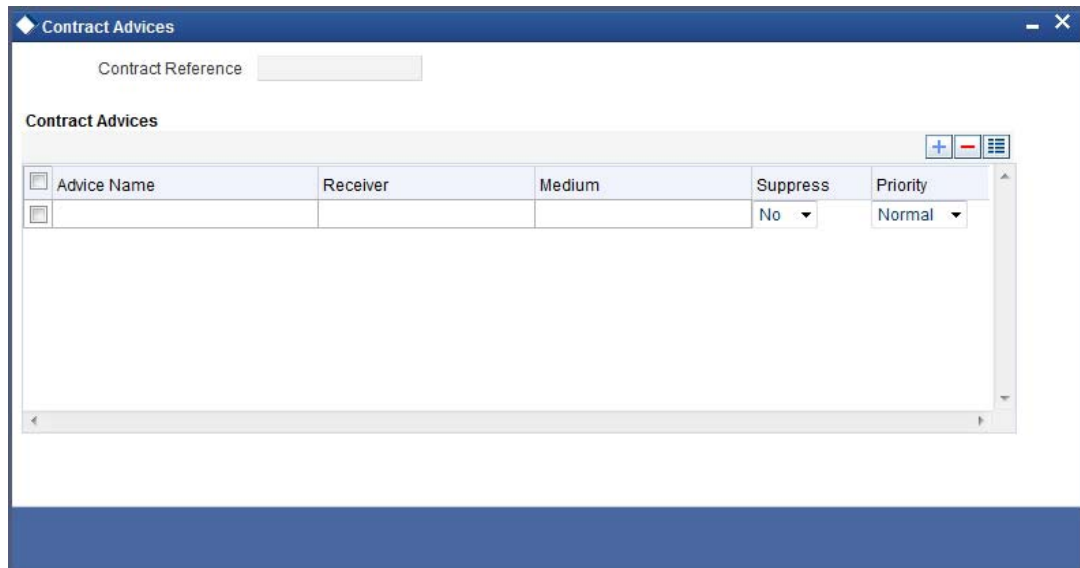 Contract Advices
Contract Reference
Contract Advices
Advice Name Receiver Medium Suppress Priority
No Normal